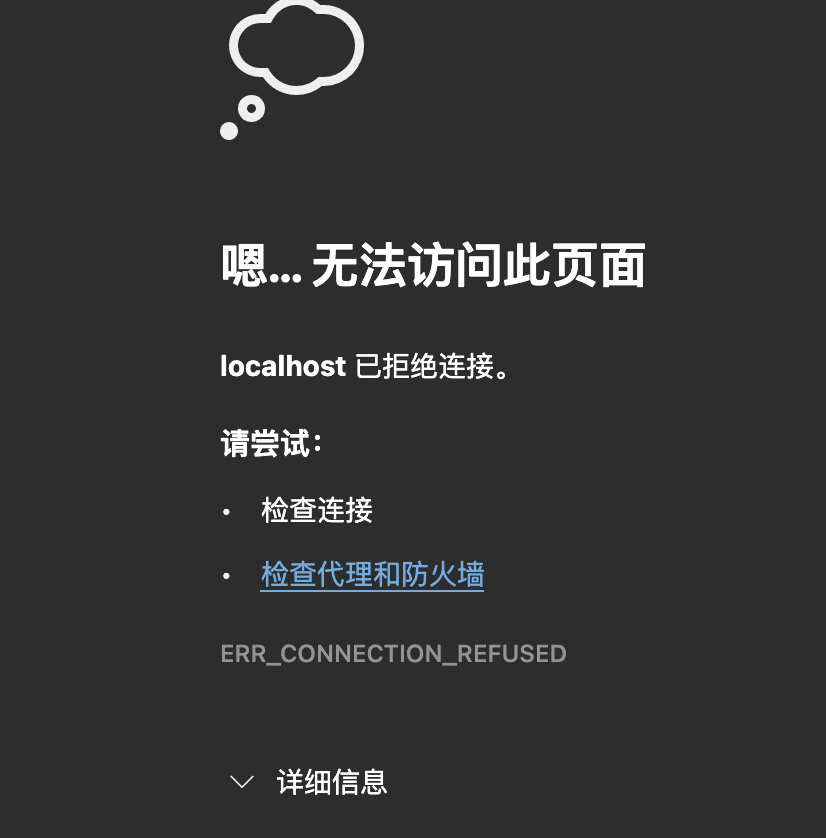 嗯... 无法访问此页面
localhost 已拒绝连接。
请尝试：
• 检查连接
• 检查代理和防火墙
ERR_CONNECTION_REFUSED
详细信息